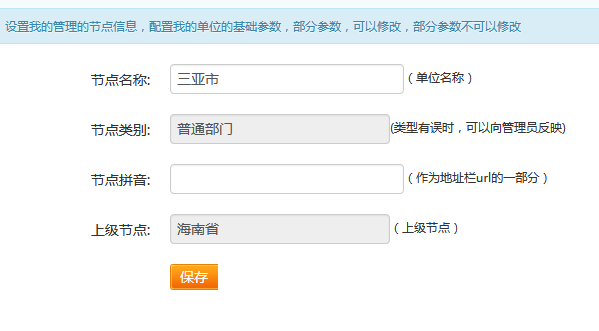 设置我的管理的节点信息，配置我的单位的基础参数，部分参数，可以修改，部分参数不可以修改
节点名称: 三亚市 （单位名称）
节点类别: 普通部门 (类型有误时，可以向管理员反映)
节点拼音: （作为地址栏url的一部分）
上级节点: 海南省 （上级节点）
保存